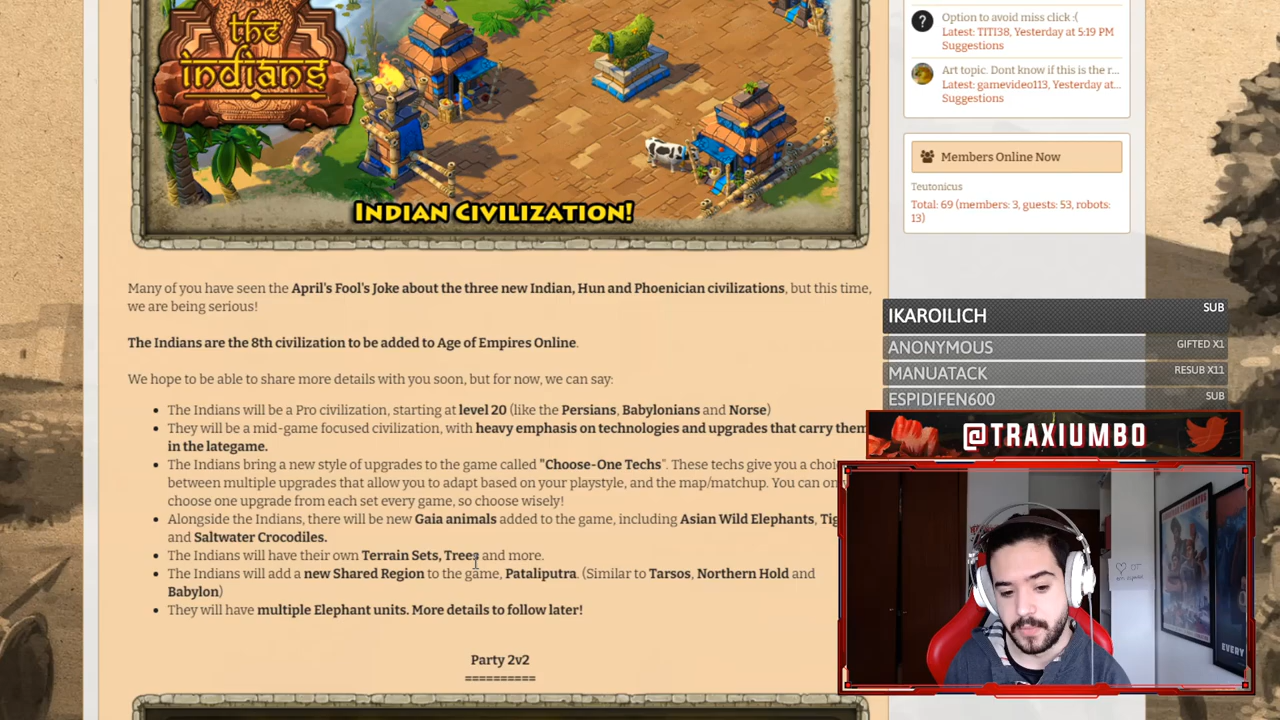 the
indians
INDIAN CIVILIZATION!
Many of you have seen the April's Fool's Joke about the three new Indian, Hun and Phoenician civilizations, but this time,
we are being serious!
The Indians are the 8th civilization to be added to Age of Empires Online.
We hope to be able to share more details with you soon, but for now, we can say:
• The Indians will be a Pro civilization, starting at level 20 (like the Persians, Babylonians and Norse)
• They will be a mid-game focused civilization, with heavy emphasis on technologies and upgrades that carry them
in the lategame.
• The Indians bring a new style of upgrades to the game called "Choose-One Techs". These techs give you a choi
between multiple upgrades that allow you to adapt based on your playstyle, and the map/matchup. You can on
choose one upgrade from each set every game, so choose wisely!
• Alongside the Indians, there will be new Gaia animals added to the game, including Asian Wild Elephants, Tig
and Saltwater Crocodiles.
• The Indians will have their own Terrain Sets, Trees and more.
• The Indians will add a new Shared Region to the game, Pataliputra. (Similar to Tarsos, Northern Hold and
Babylon)
• They will have multiple Elephant units. More details to follow later!
Party 2v2
==========
Option to avoid miss click :(
Latest: TITI38, Yesterday at 5:19 PM
Suggestions
Art topic. Dont know if this is the r...
Latest: gamevideo113, Yesterday at...
Suggestions
Members Online Now
Teutonicus
Total: 69 (members: 3, guests: 53, robots:
13)
IKAROILICH SUB
ANONYMOUS GIFTED X1
MANUATACK RESUB X11
ESPIDIFEN600 SUB
@TRAXIUMBO